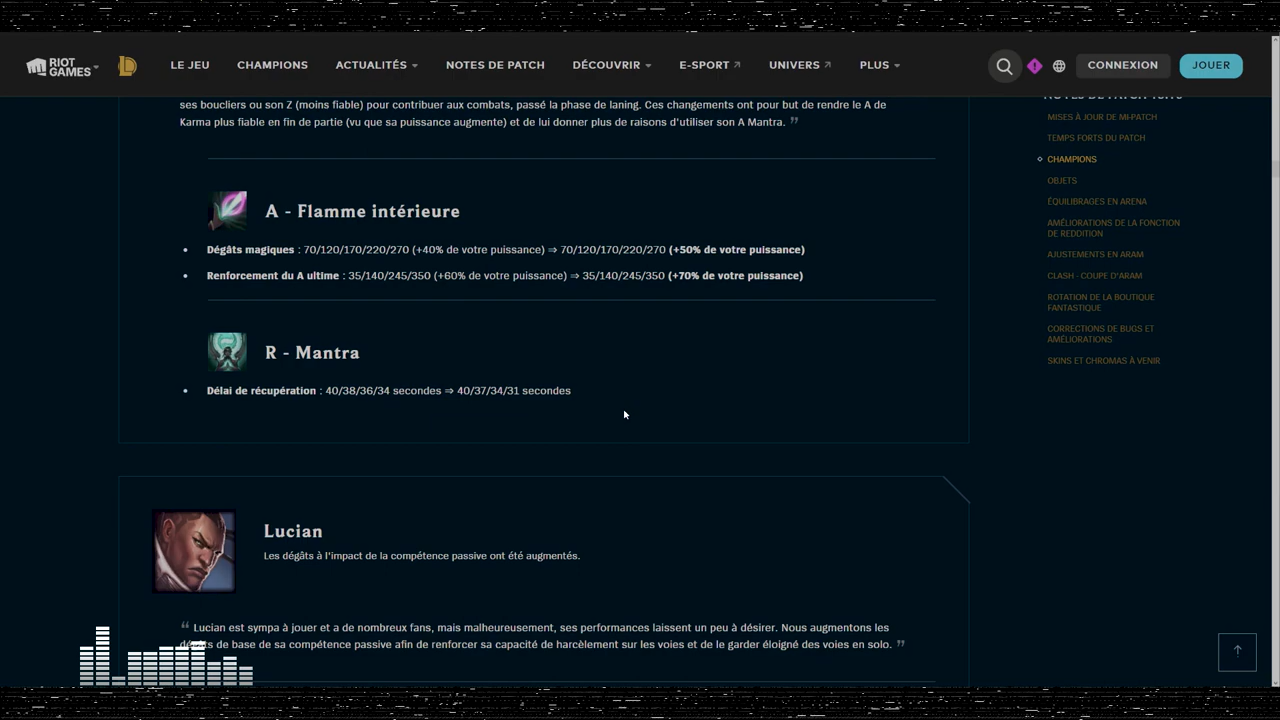 RIOT GAMES
LE JEU
CHAMPIONS
ACTUALITÉS
NOTES DE PATCH
DÉCOUVRIR
E-SPORT
UNIVERS
PLUS
CONNEXION
JOUER
ses boucliers ou son Z (moins fiable) pour contribuer aux combats, passé la phase de laning. Ces changements ont pour but de rendre le A de
Karma plus fiable en fin de partie (vu que sa puissance augmente) et de lui donner plus de raisons d'utiliser son A Mantra. ”
A - Flamme intérieure
• Dégâts magiques : 70/120/170/220/270 (+40% de votre puissance) ⇒ 70/120/170/220/270 (+50% de votre puissance)
• Renforcement du A ultime : 35/140/245/350 (+60% de votre puissance) ⇒ 35/140/245/350 (+70% de votre puissance)
R - Mantra
• Délai de récupération : 40/38/36/34 secondes ⇒ 40/37/34/31 secondes
Lucian
Les dégâts à l'impact de la compétence passive ont été augmentés.
“ Lucian est sympa à jouer et a de nombreux fans, mais malheureusement, ses performances laissent un peu à désirer. Nous augmentons les
dégâts de base de sa compétence passive afin de renforcer sa capacité de harcèlement sur les voies et de le garder éloigné des voies en solo. ”
MISES À JOUR DE MI-PATCH
TEMPS FORTS DU PATCH
CHAMPIONS
OBJETS
ÉQUILIBRAGES EN ARENA
AMÉLIORATIONS DE LA FONCTION
DE REDDITION
AJUSTEMENTS EN ARAM
CLASH - COUPE D'ARAM
ROTATION DE LA BOUTIQUE
FANTASTIQUE
CORRECTIONS DE BUGS ET
AMÉLIORATIONS
SKINS ET CHROMAS À VENIR